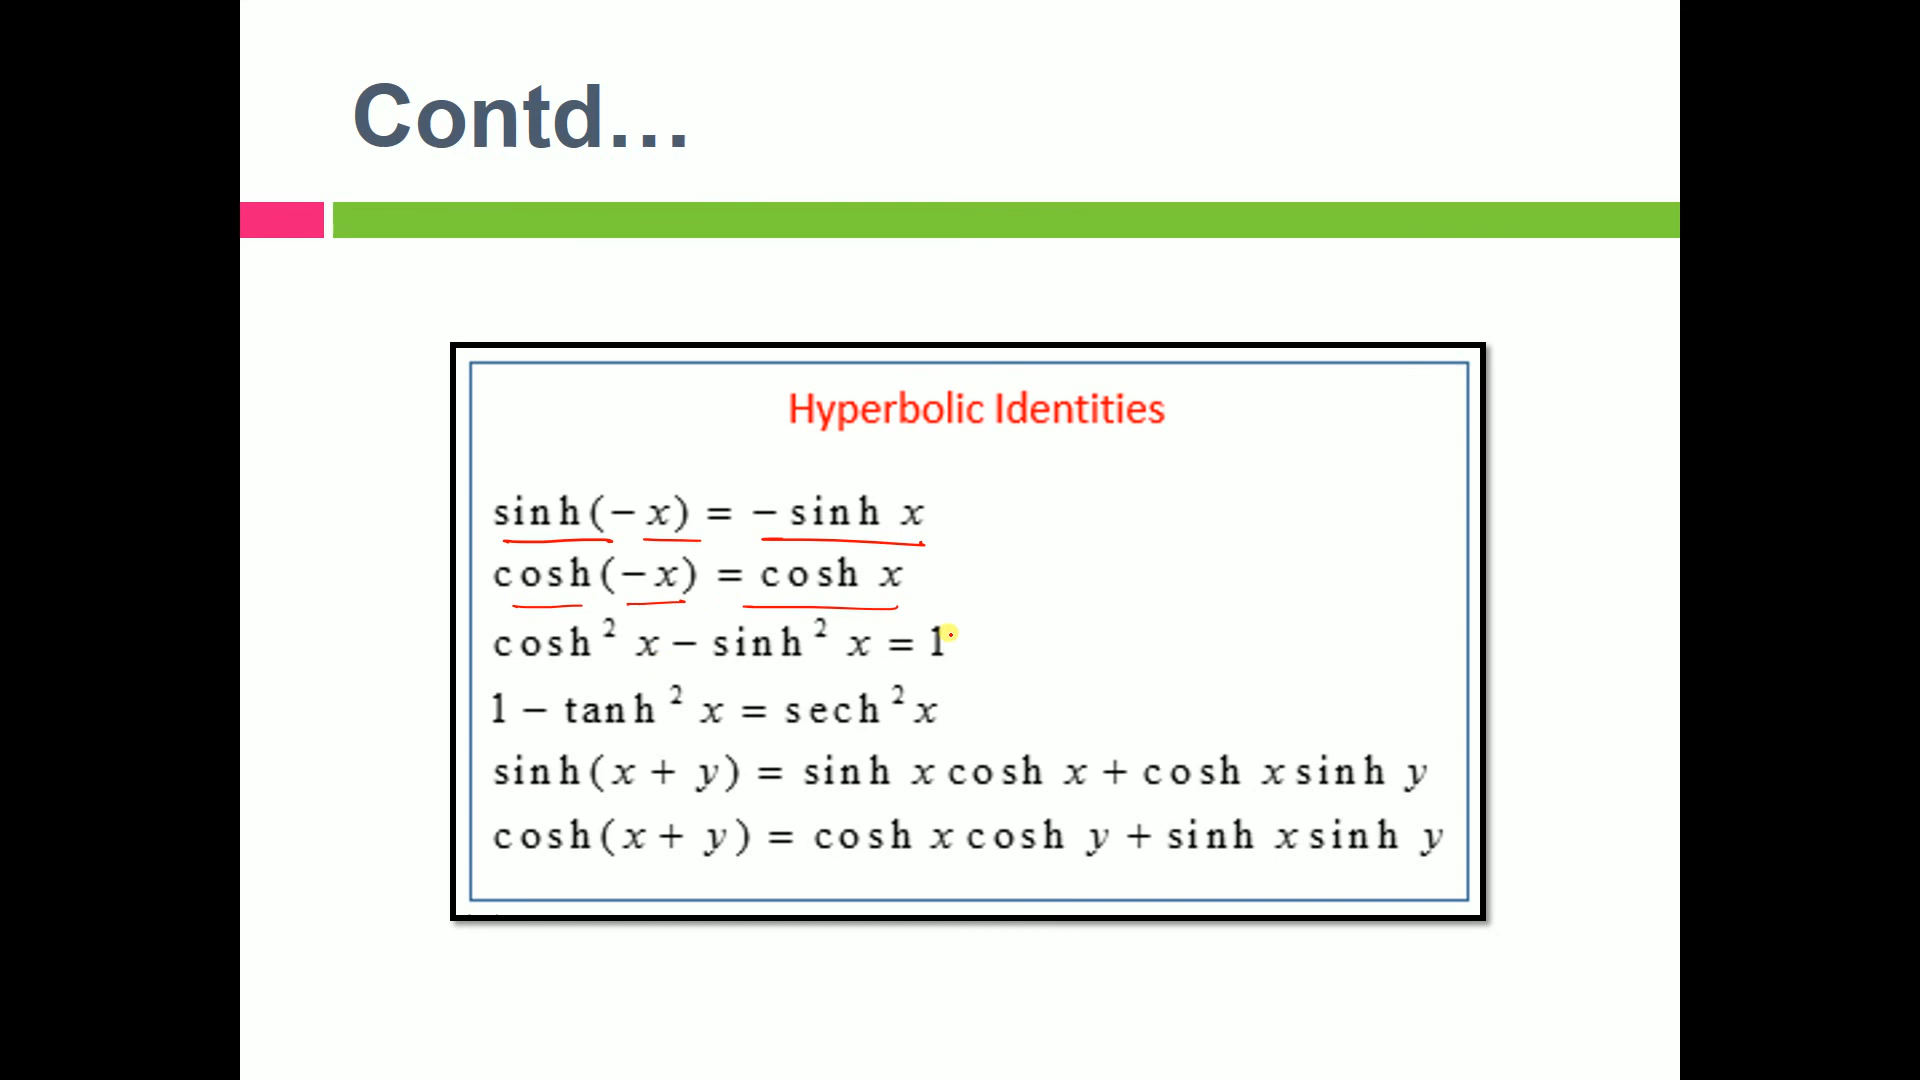 Contd...
Hyperbolic Identities
sinh(−x) = −sinh x
cosh(−x) = cosh x
cosh² x − sinh² x = 1
1 − tanh² x = sech² x
sinh(x + y) = sinh x cosh x + cosh x sinh y
cosh(x + y) = cosh x cosh y + sinh x sinh y